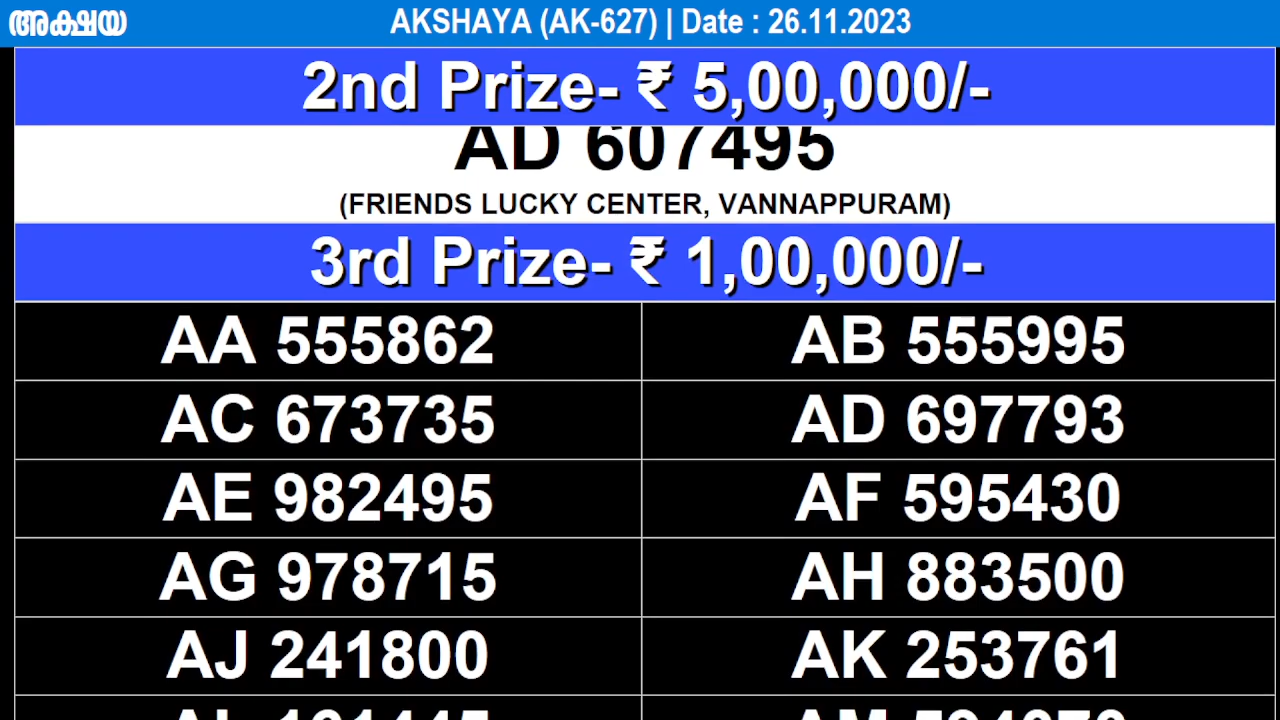 അക്ഷയ
AKSHAYA (AK-627) | Date : 26.11.2023
2nd Prize- ₹ 5,00,000/-
AD 607495
(FRIENDS LUCKY CENTER, VANNAPPURAM)
3rd Prize- ₹ 1,00,000/-
AA 555862
AB 555995
AC 673735
AD 697793
AE 982495
AF 595430
AG 978715
AH 883500
AJ 241800
AK 253761